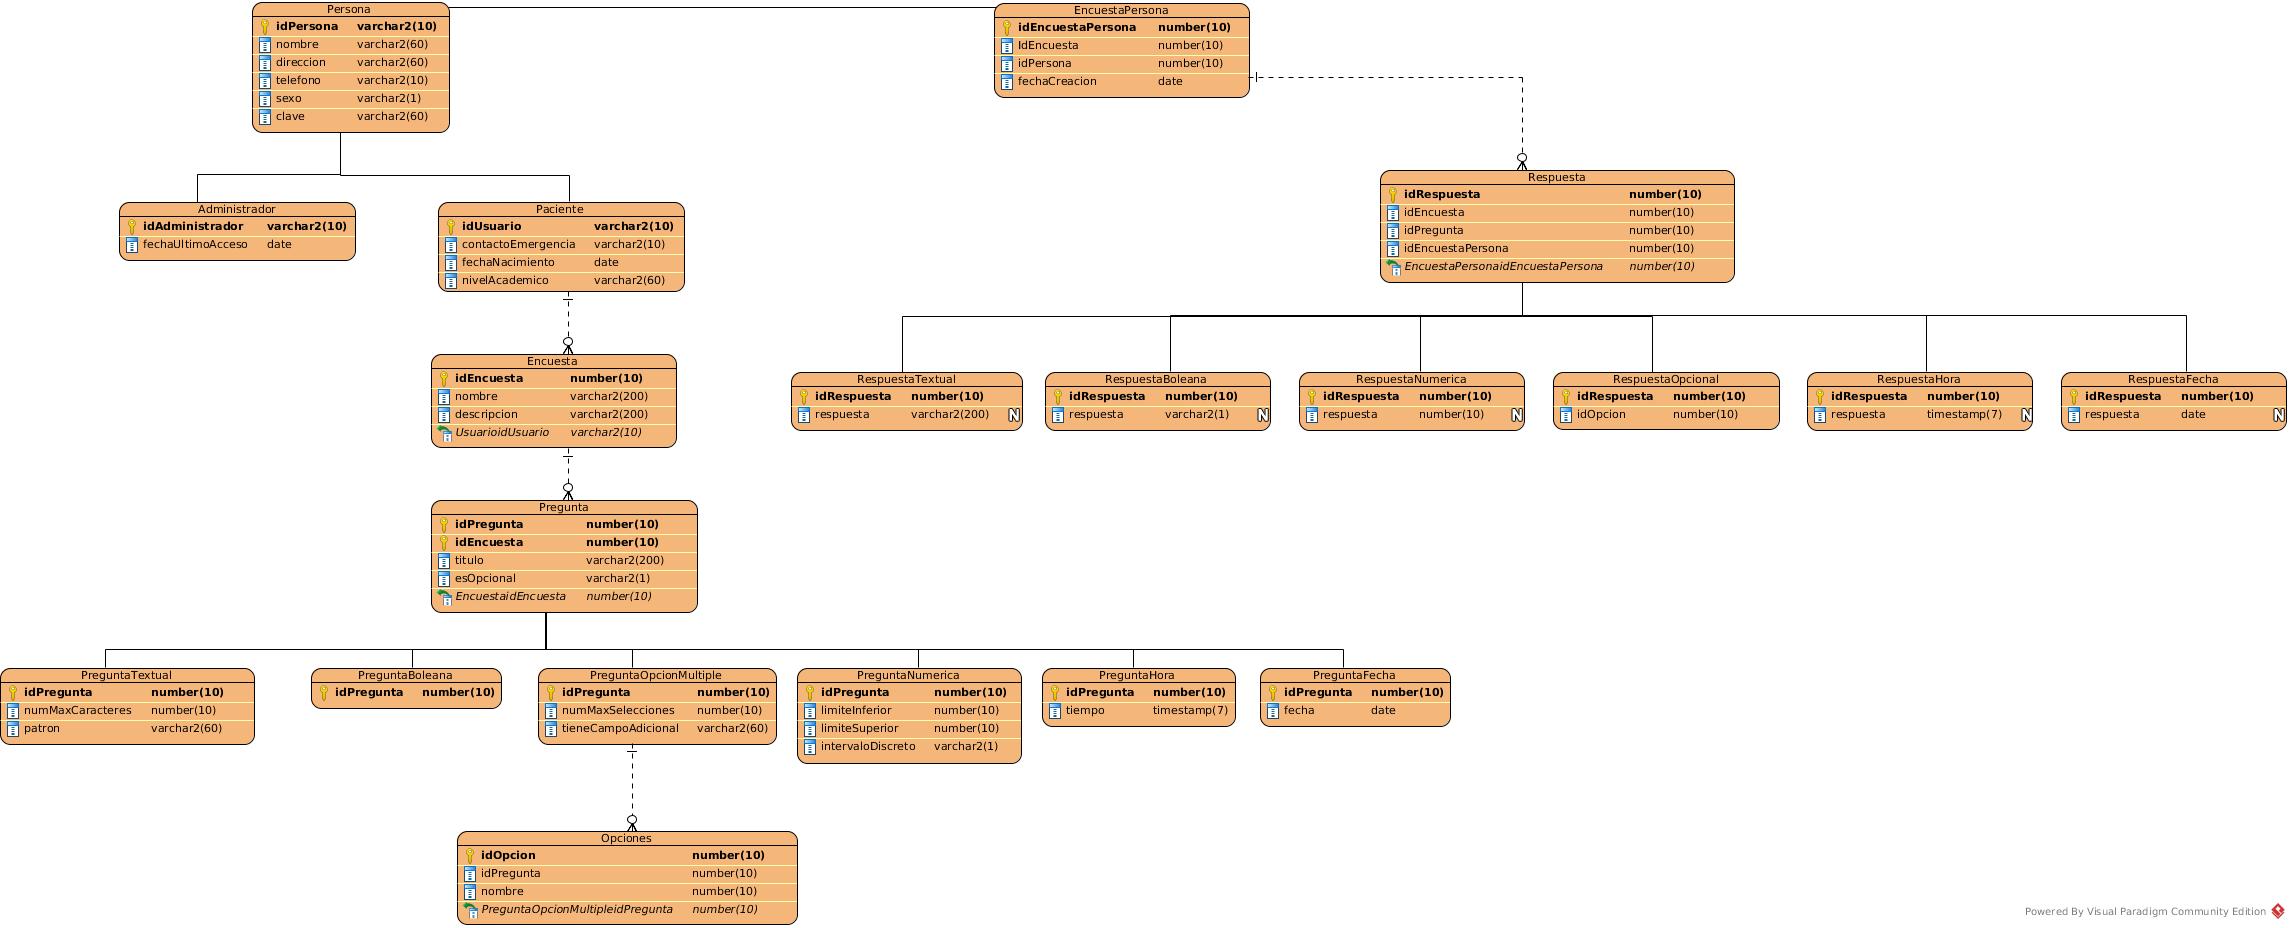 Persona
idPersona varchar2(10)
nombre varchar2(60)
direccion varchar2(60)
telefono varchar2(10)
sexo varchar2(1)
clave varchar2(60)
EncuestaPersona
idEncuestaPersona number(10)
IdEncuesta number(10)
idPersona number(10)
fechaCreacion date
Administrador
idAdministrador varchar2(10)
fechaUltimoAcceso date
Paciente
idUsuario varchar2(10)
contactoEmergencia varchar2(10)
fechaNacimiento date
nivelAcademico varchar2(60)
Respuesta
idRespuesta number(10)
idEncuesta number(10)
idPregunta number(10)
idEncuestaPersona number(10)
EncuestaPersonaidEncuestaPersona number(10)
Encuesta
idEncuesta number(10)
nombre varchar2(200)
descripcion varchar2(200)
UsuarioidUsuario varchar2(10)
RespuestaTextual
idRespuesta number(10)
respuesta varchar2(200) N
RespuestaBoleana
idRespuesta number(10)
respuesta varchar2(1) N
RespuestaNumerica
idRespuesta number(10)
respuesta number(10) N
RespuestaOpcional
idRespuesta number(10)
idOpcion number(10)
RespuestaHora
idRespuesta number(10)
respuesta timestamp(7) N
RespuestaFecha
idRespuesta number(10)
respuesta date N
Pregunta
idPregunta number(10)
idEncuesta number(10)
titulo varchar2(200)
esOpcional varchar2(1)
EncuestaidEncuesta number(10)
PreguntaTextual
idPregunta number(10)
numMaxCaracteres number(10)
patron varchar2(60)
PreguntaBoleana
idPregunta number(10)
PreguntaOpcionMultiple
idPregunta number(10)
numMaxSelecciones number(10)
tieneCampoAdicional varchar2(60)
PreguntaNumerica
idPregunta number(10)
limiteInferior number(10)
limiteSuperior number(10)
intervaloDiscreto varchar2(1)
PreguntaHora
idPregunta number(10)
tiempo timestamp(7)
PreguntaFecha
idPregunta number(10)
fecha date
Opciones
idOpcion number(10)
idPregunta number(10)
nombre number(10)
PreguntaOpcionMultipleidPregunta number(10)
Powered By Visual Paradigm Community Edition